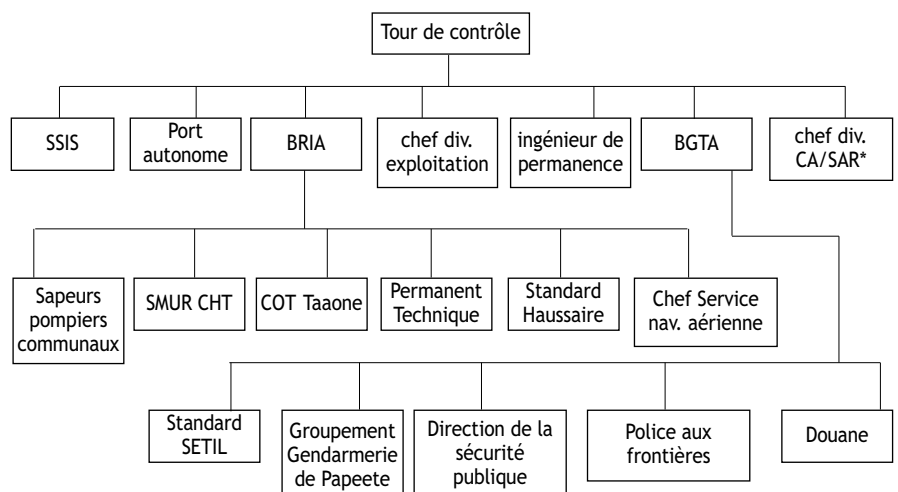 Tour de contrôle
SSIS
Port
autonome
BRIA
chef div.
exploitation
ingénieur de
permanence
BGTA
chef div.
CA/SAR*
Sapeurs
pompiers
communaux
SMUR CHT
COT Taaone
Permanent
Technique
Standard
Haussaire
Chef Service
nav. aérienne
Standard
SETIL
Groupement
Gendarmerie
de Papeete
Direction de la
sécurité
publique
Police aux
frontières
Douane